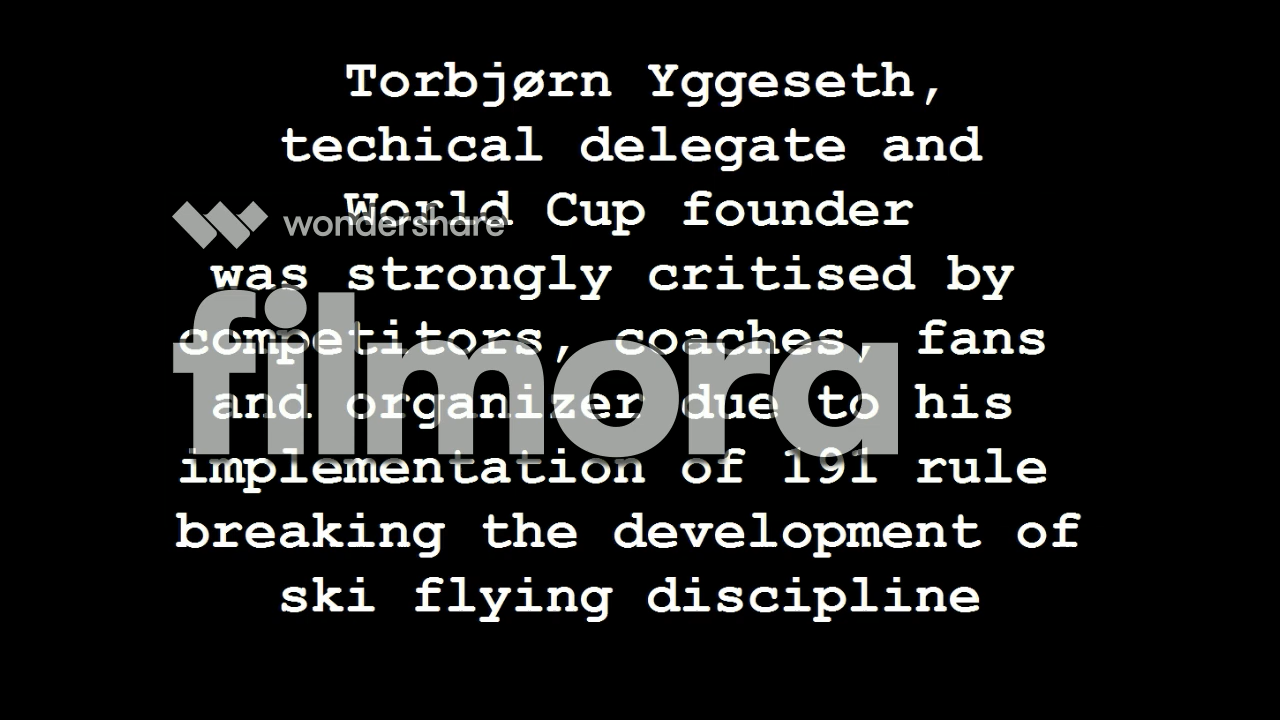 Torbjørn Yggeseth,
techical delegate and
World Cup founder
wondershare
was strongly critised by
competitors, coaches, fans
filmora
and organizer due to his
implementation of 191 rule
breaking the development of
ski flying discipline